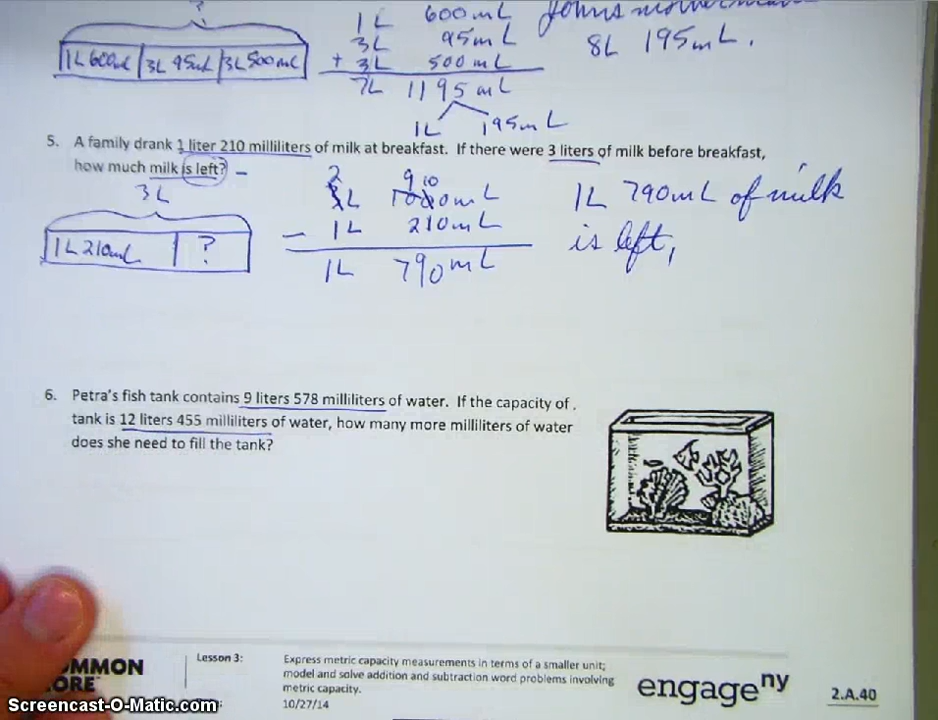 ?
1L 600mL
3L 95mL
+ 3L 500mL
7L 1195mL
1L 195mL
1L 600mL 3L 95mL 3L 500mL
8L 195mL.
5. A family drank 1 liter 210 milliliters of milk at breakfast. If there were 3 liters of milk before breakfast,
how much milk is left? –
3L
1L 210mL ?
2 9 10
3L 1000mL
– 1L 210mL
1L 790mL
1L 790mL of milk
is left,
6. Petra's fish tank contains 9 liters 578 milliliters of water. If the capacity of
tank is 12 liters 455 milliliters of water, how many more milliliters of water
does she need to fill the tank?
MMON
ORE
Lesson 3:
Express metric capacity measurements in terms of a smaller unit;
model and solve addition and subtraction word problems involving
metric capacity.
10/27/14
engageny
2.A.40
Screencast-O-Matic.com